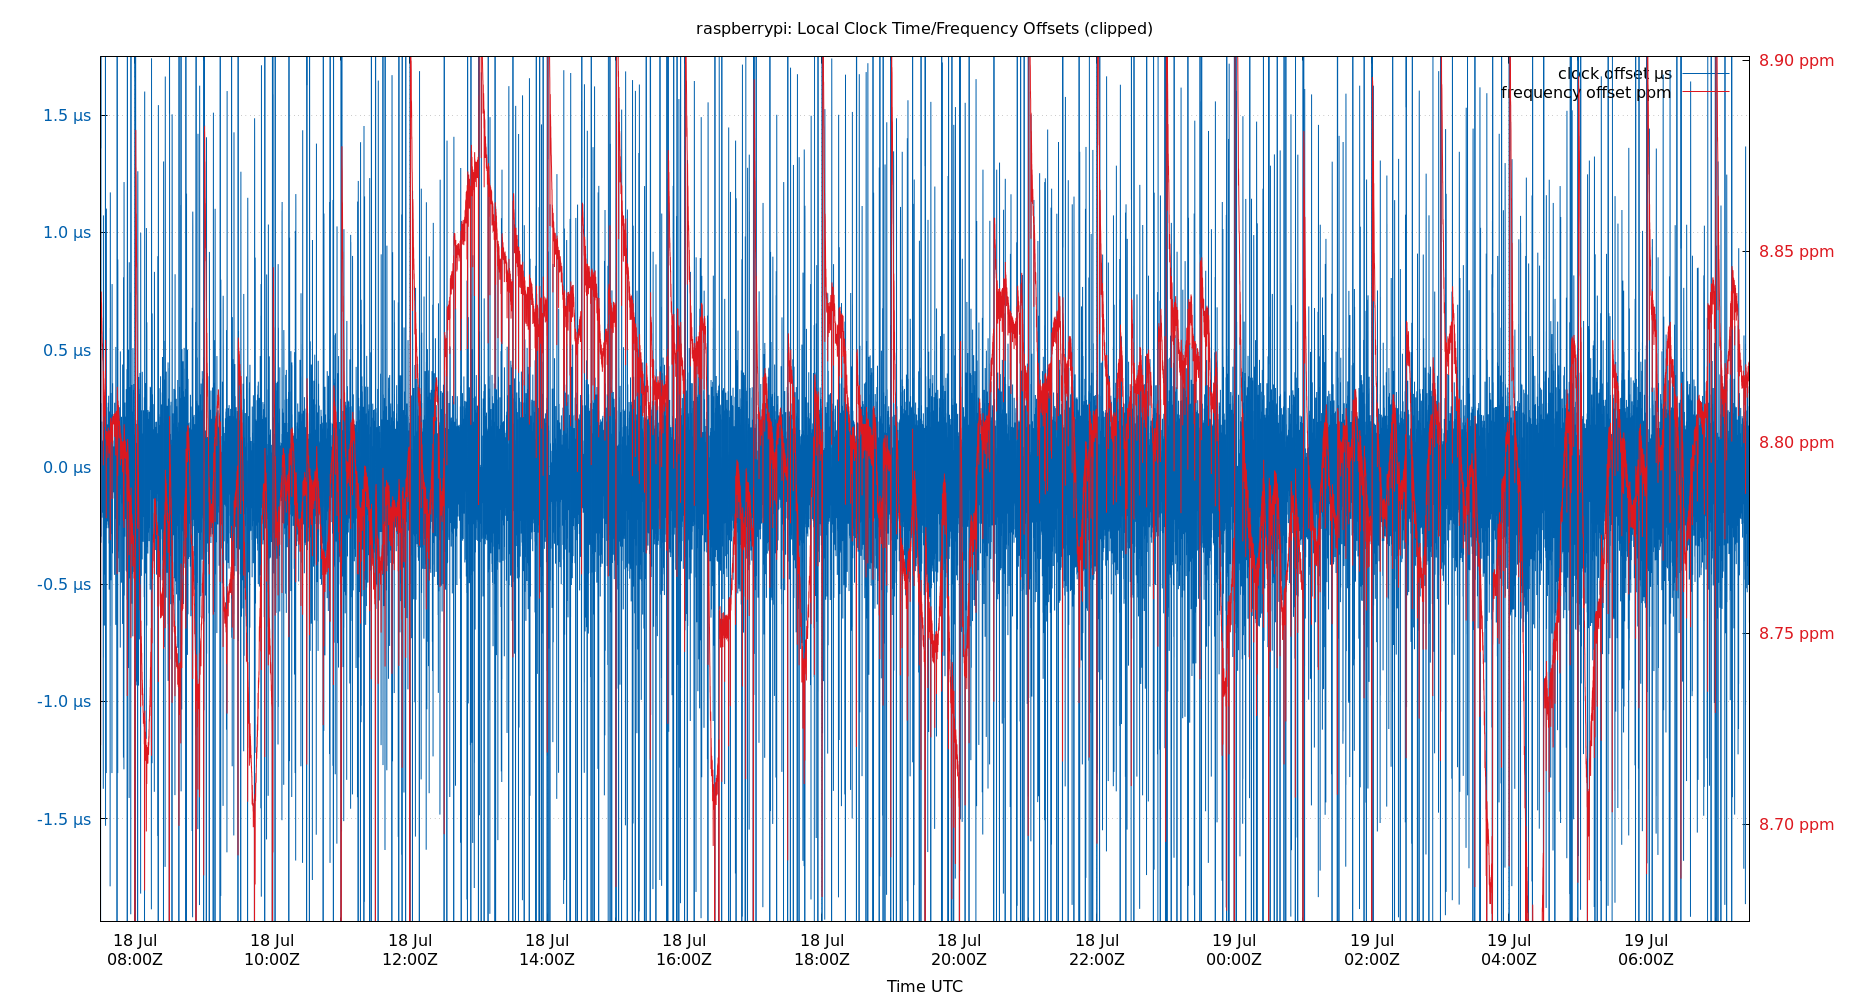 raspberrypi: Local Clock Time/Frequency Offsets (clipped)
clock offset µs
frequency offset ppm
1.5 µs
1.0 µs
0.5 µs
0.0 µs
-0.5 µs
-1.0 µs
-1.5 µs
8.90 ppm
8.85 ppm
8.80 ppm
8.75 ppm
8.70 ppm
18 Jul
08:00Z
18 Jul
10:00Z
18 Jul
12:00Z
18 Jul
14:00Z
18 Jul
16:00Z
18 Jul
18:00Z
18 Jul
20:00Z
18 Jul
22:00Z
19 Jul
00:00Z
19 Jul
02:00Z
19 Jul
04:00Z
19 Jul
06:00Z
Time UTC